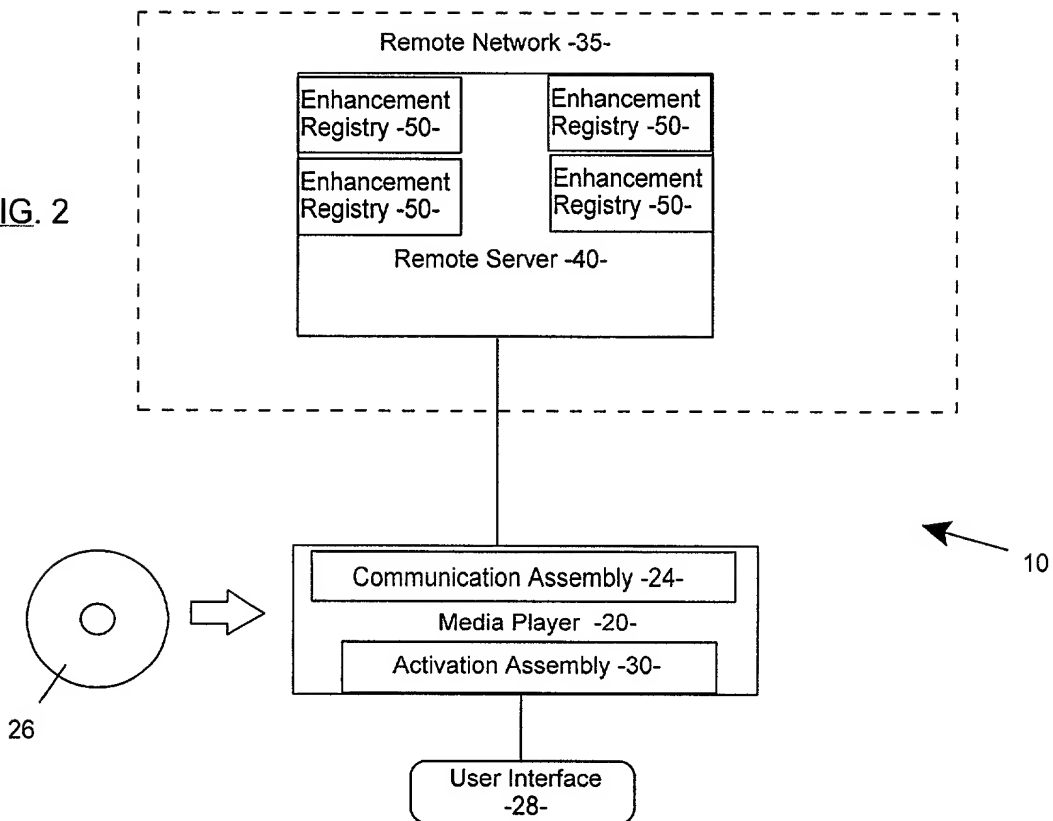 Remote Network -35-
Enhancement
Registry -50-
Enhancement
Registry -50-
Enhancement
Registry -50-
Enhancement
Registry -50-
IG. 2
Remote Server -40-
10
Communication Assembly -24-
Media Player -20-
Activation Assembly -30-
26
User Interface
-28-